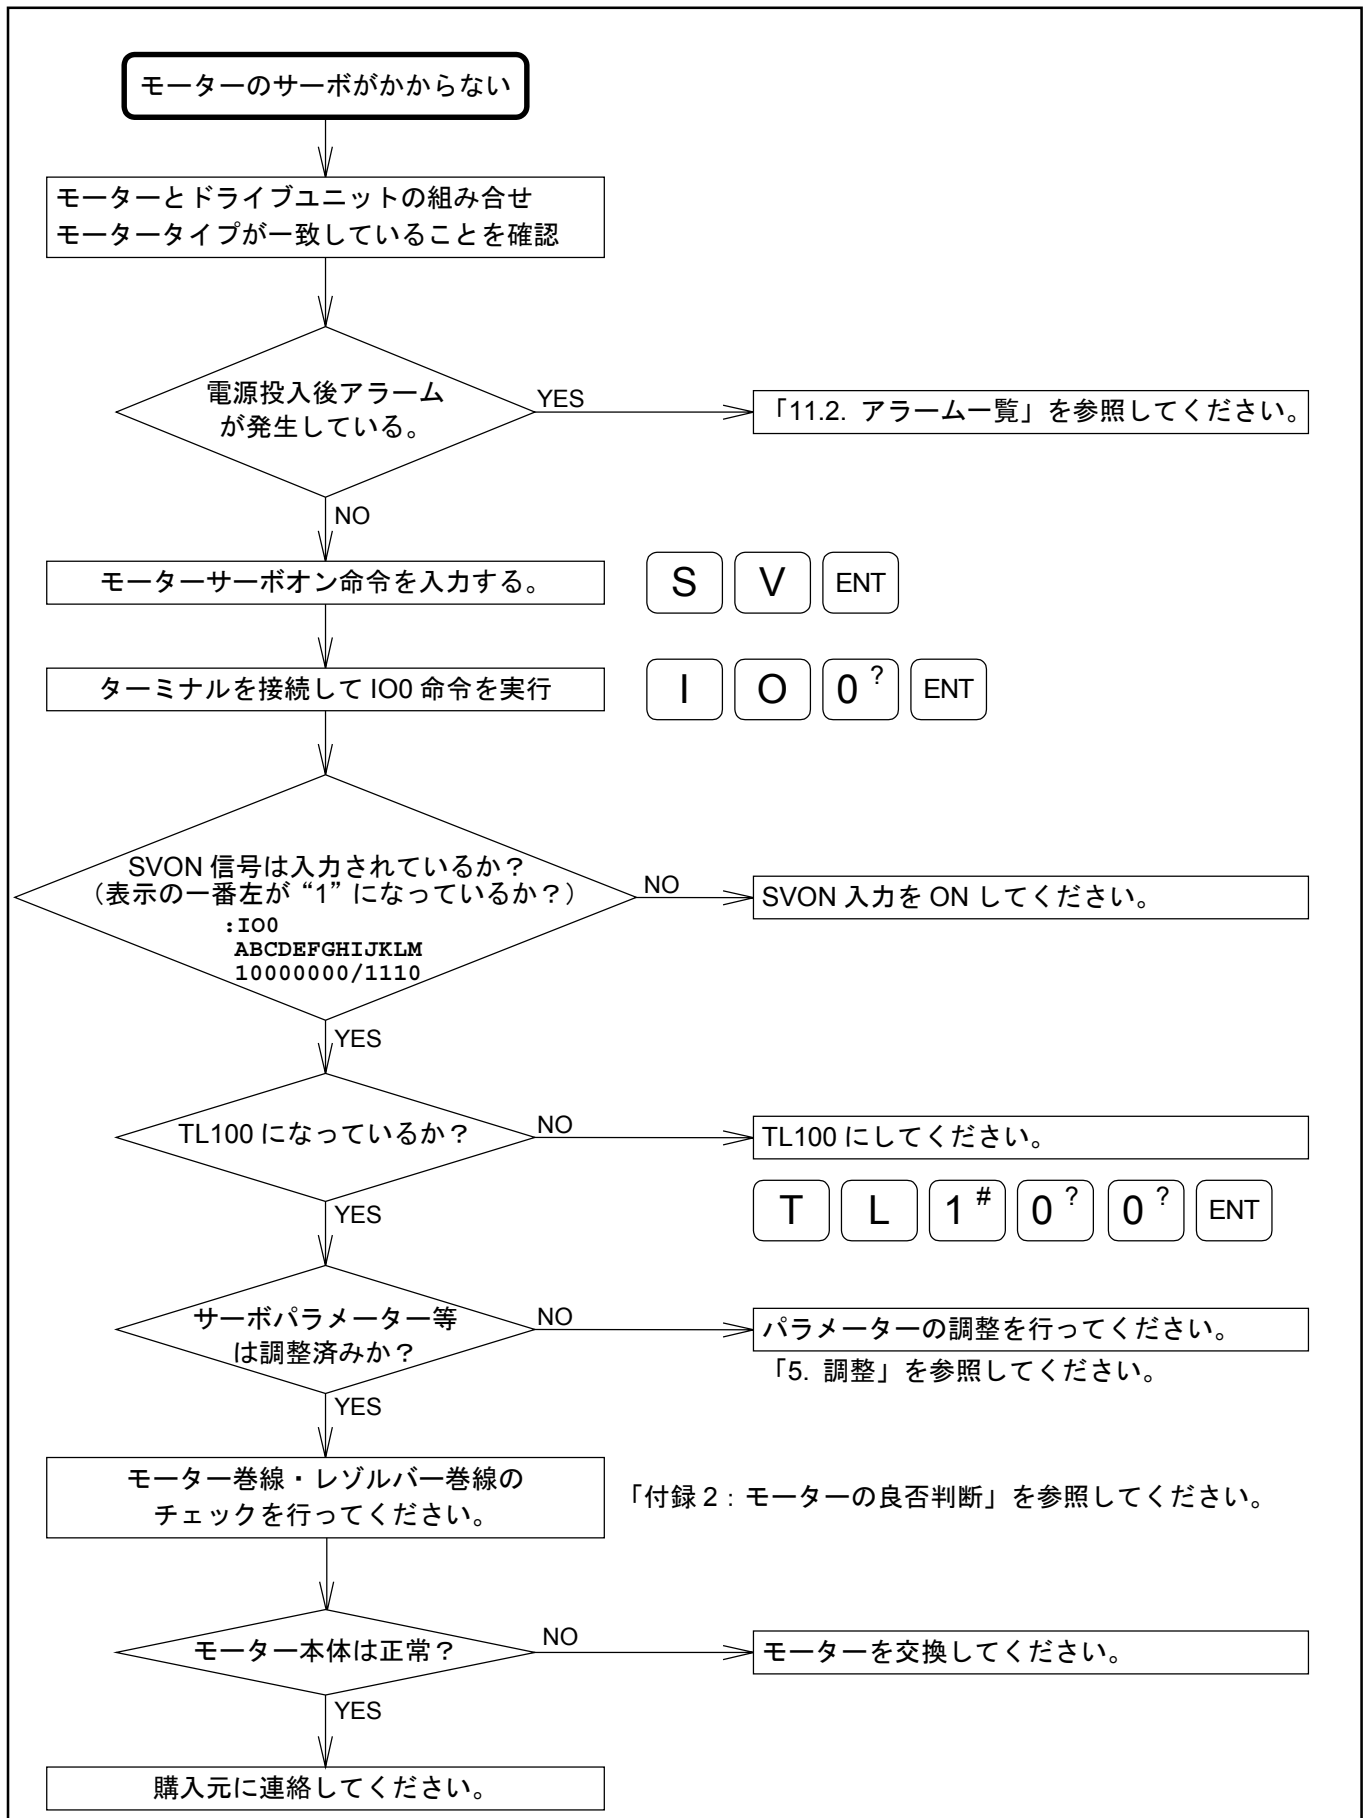 モーターのサーボがかからない
モーターとドライブユニットの組み合せ
モータータイプが一致していることを確認
電源投入後アラーム
が発生している。
YES
「11.2. アラーム一覧」を参照してください。
NO
モーターサーボオン命令を入力する。
S V ENT
ターミナルを接続して IO0 命令を実行
I O 0 ? ENT
SVON 信号は入力されているか？
（表示の一番左が “1” になっているか？）
:IO0
ABCDEFGHIJKLM
10000000/1110
NO
SVON 入力を ON してください。
YES
TL100 になっているか？
NO
TL100 にしてください。
T L 1 # 0 ? 0 ? ENT
YES
サーボパラメーター等
は調整済みか？
NO
パラメーターの調整を行ってください。
「5. 調整」を参照してください。
YES
モーター巻線・レゾルバー巻線の
チェックを行ってください。
「付録 2：モーターの良否判断」を参照してください。
モーター本体は正常？
NO
モーターを交換してください。
YES
購入元に連絡してください。